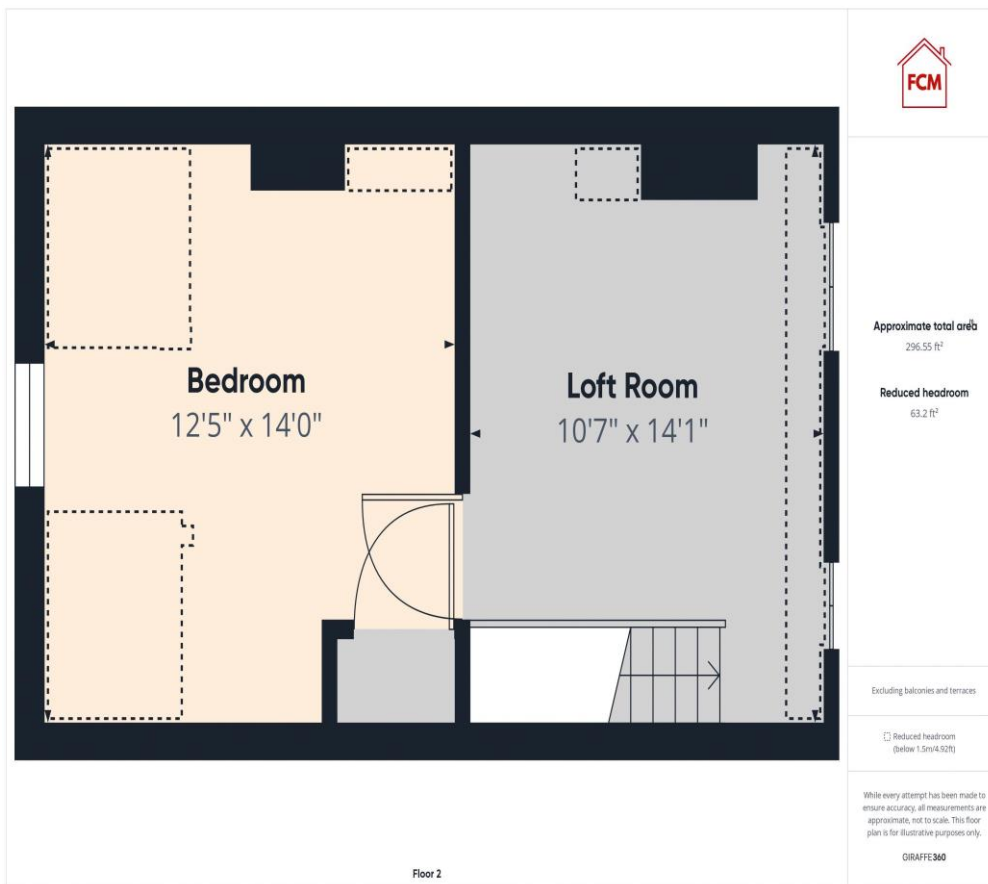 FCM
Bedroom
12'5" x 14'0"
Loft Room
10'7" x 14'1"
Approximate total area
296.55 ft²
Reduced headroom
63.2 ft²
Excluding balconies and terraces
Reduced headroom
(below 1.5m/4.92ft)
While every attempt has been made to
ensure accuracy, all measurements are
approximate, not to scale. This floor
plan is for illustrative purposes only.
GIRAFFE360
Floor 2